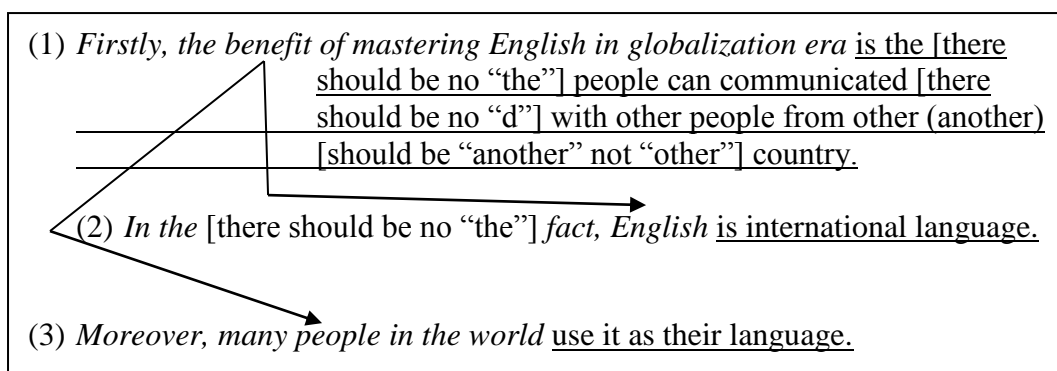 (1) Firstly, the benefit of mastering English in globalization era is the [there
should be no “the”] people can communicated [there
should be no “d”] with other people from other (another)
[should be “another” not “other”] country.
(2) In the [there should be no “the”] fact, English is international language.
(3) Moreover, many people in the world use it as their language.